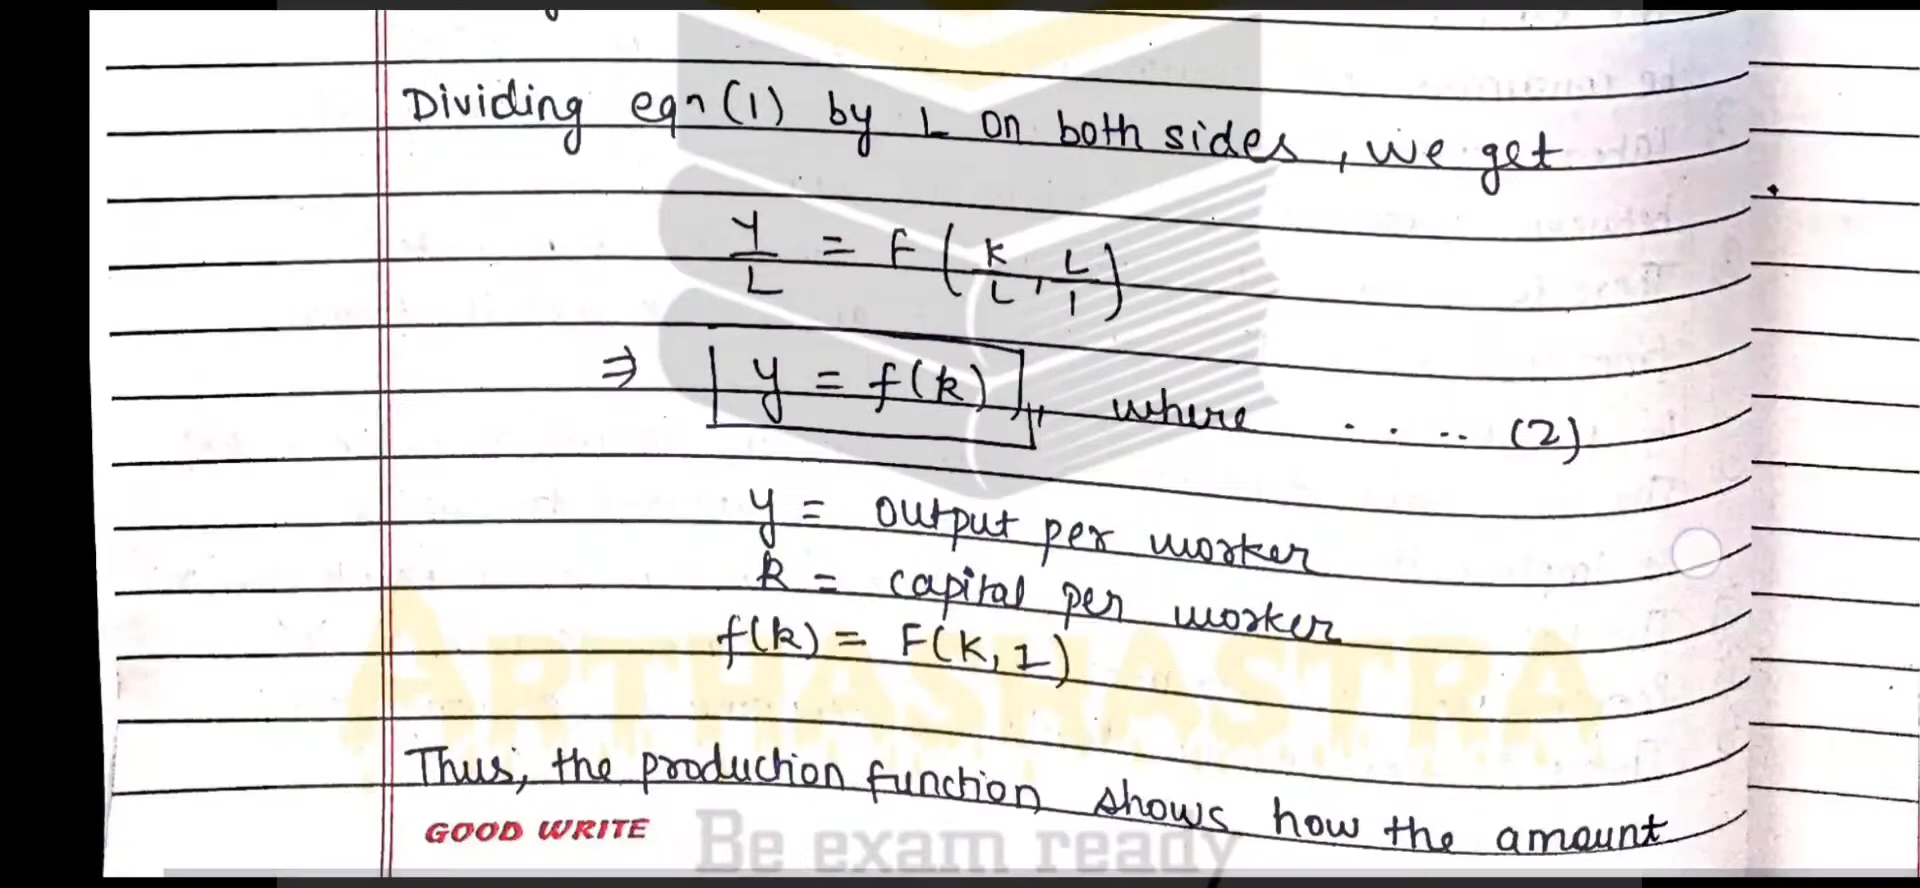 Dividing eqn (1) by L on both sides, we get
Y/L = F (K/L, L/1)
⇒ y = f(k), where .... (2)
y = output per worker
k = capital per worker
f(k) = F(K, 1)
Thus, the production function shows how the amount
GOOD WRITE
ARTHASHASTRA
Be exam ready